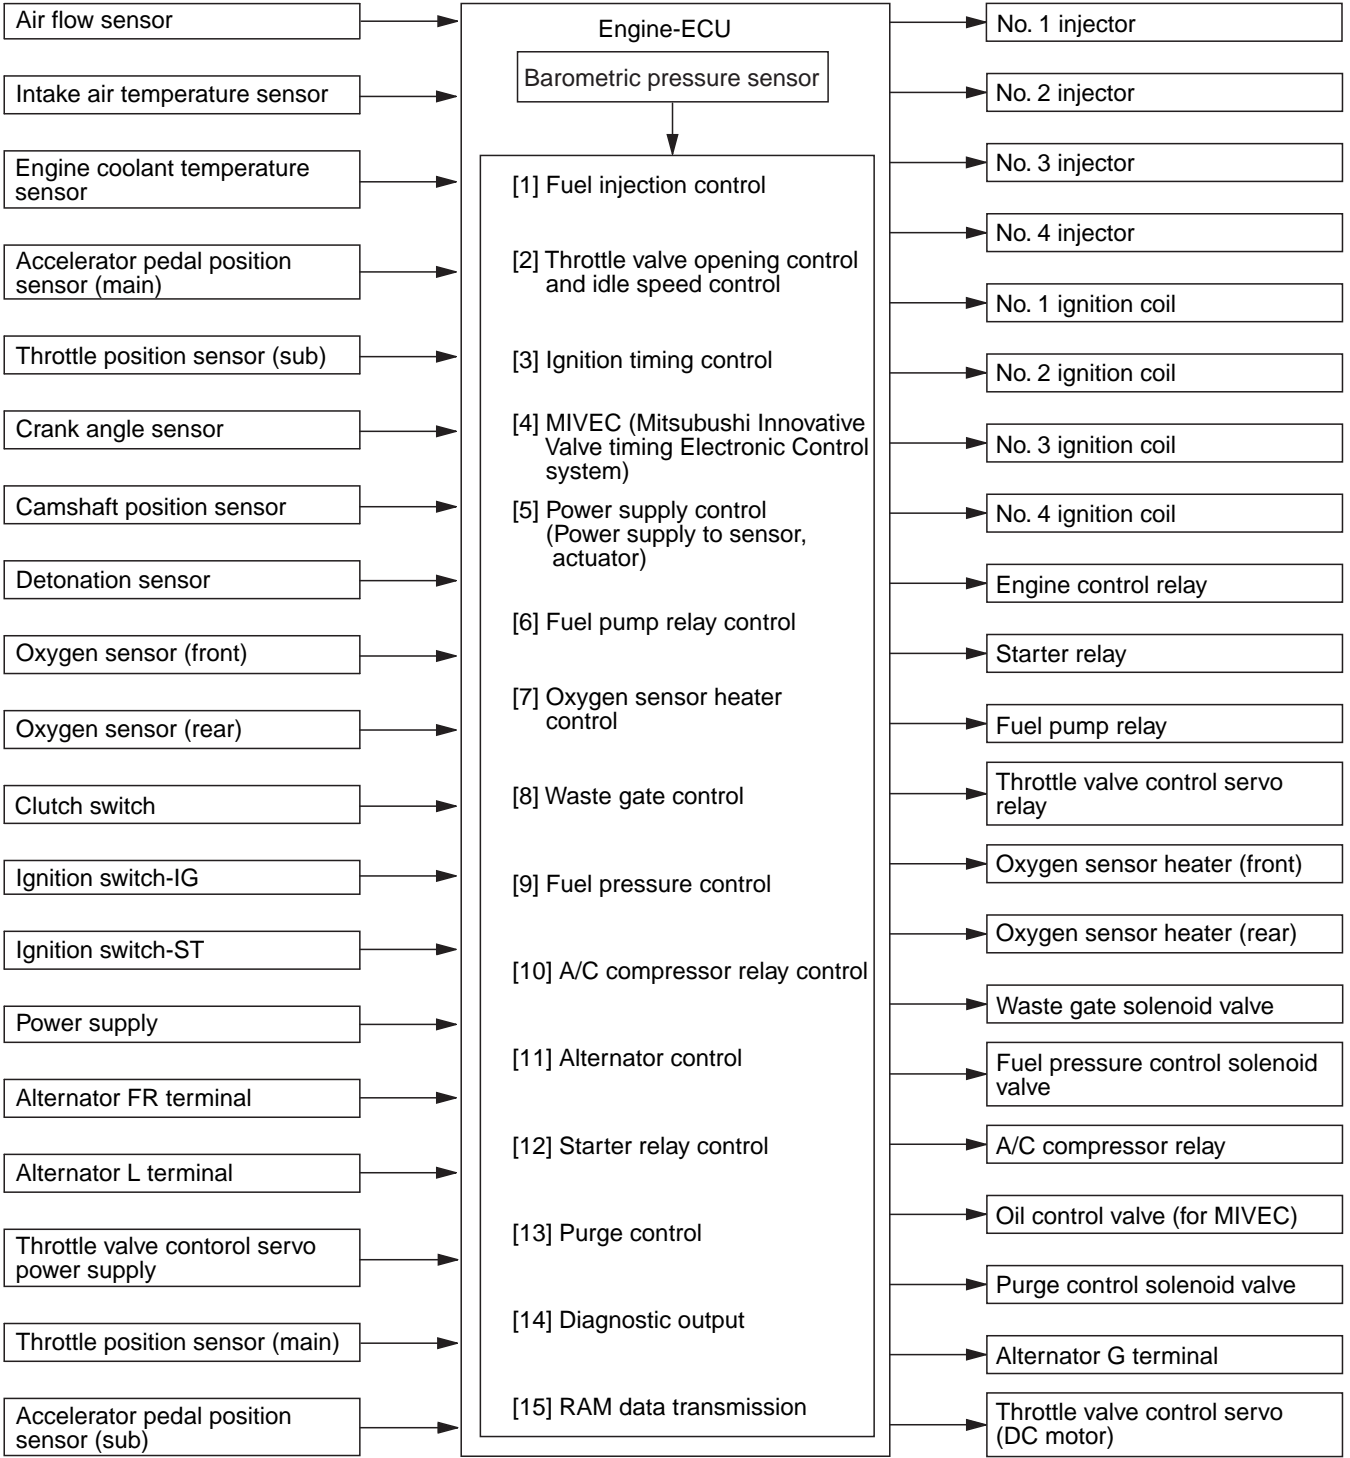 Air flow sensor
Intake air temperature sensor
Engine coolant temperature
sensor
Accelerator pedal position
sensor (main)
Throttle position sensor (sub)
Crank angle sensor
Camshaft position sensor
Detonation sensor
Oxygen sensor (front)
Oxygen sensor (rear)
Clutch switch
Ignition switch-IG
Ignition switch-ST
Power supply
Alternator FR terminal
Alternator L terminal
Throttle valve contorol servo
power supply
Throttle position sensor (main)
Accelerator pedal position
sensor (sub)
Engine-ECU
Barometric pressure sensor
[1] Fuel injection control
[2] Throttle valve opening control
and idle speed control
[3] Ignition timing control
[4] MIVEC (Mitsubushi Innovative
Valve timing Electronic Control
system)
[5] Power supply control
(Power supply to sensor,
actuator)
[6] Fuel pump relay control
[7] Oxygen sensor heater
control
[8] Waste gate control
[9] Fuel pressure control
[10] A/C compressor relay control
[11] Alternator control
[12] Starter relay control
[13] Purge control
[14] Diagnostic output
[15] RAM data transmission
No. 1 injector
No. 2 injector
No. 3 injector
No. 4 injector
No. 1 ignition coil
No. 2 ignition coil
No. 3 ignition coil
No. 4 ignition coil
Engine control relay
Starter relay
Fuel pump relay
Throttle valve control servo
relay
Oxygen sensor heater (front)
Oxygen sensor heater (rear)
Waste gate solenoid valve
Fuel pressure control solenoid
valve
A/C compressor relay
Oil control valve (for MIVEC)
Purge control solenoid valve
Alternator G terminal
Throttle valve control servo
(DC motor)